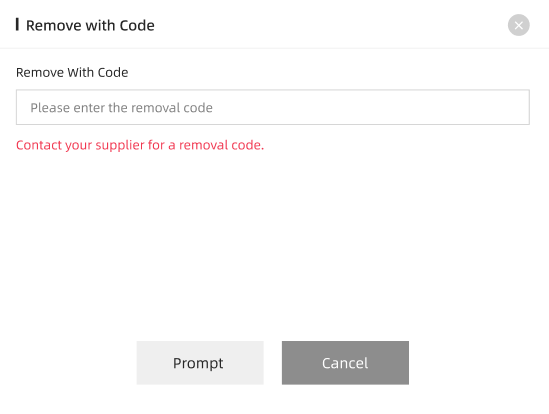 Remove with Code
Remove With Code
Please enter the removal code
Contact your supplier for a removal code.
Prompt
Cancel